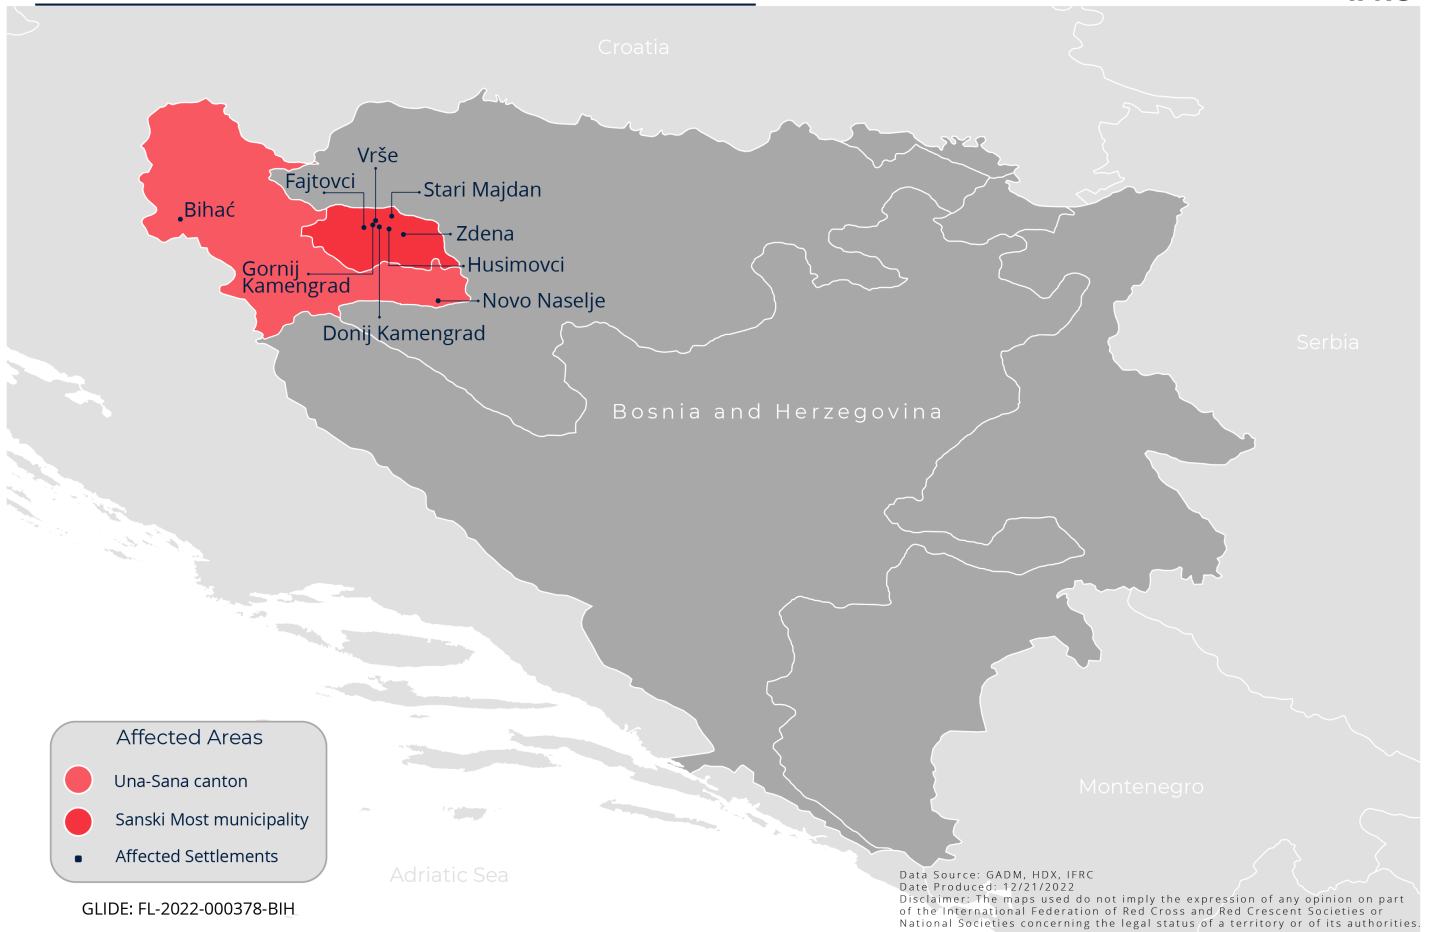 Croatia
Vrše
Fajtovci
Stari Majdan
Bihać
Zdena
Gornij
Kamengrad
Husimovci
Novo Naselje
Donij Kamengrad
Serbia
Bosnia and Herzegovina
Affected Areas
Una-Sana canton
Sanski Most municipality
Affected Settlements
Montenegro
Adriatic Sea
GLIDE: FL-2022-000378-BIH
Data Source: GADM, HDX, IFRC
Date Produced: 12/21/2022
Disclaimer: The maps used do not imply the expression of any opinion on part
of the International Federation of Red Cross and Red Crescent Societies or
National Societies concerning the legal status of a territory or of its authorities.